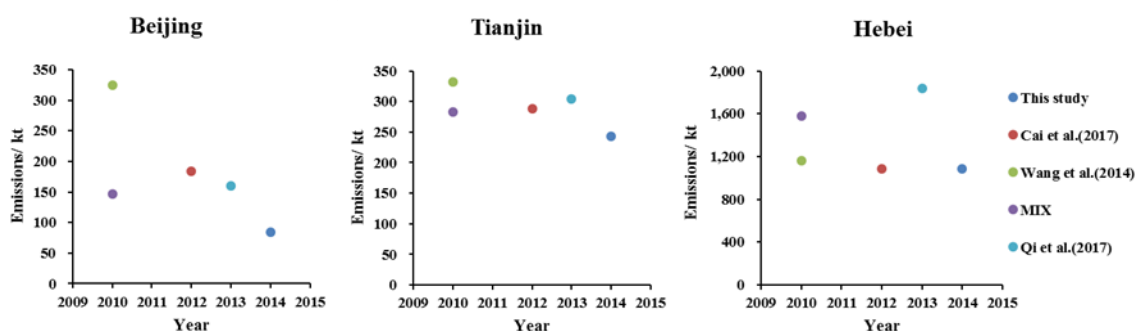 Beijing
Emissions/ kt
350
300
250
200
150
100
50
0
2009 2010 2011 2012 2013 2014 2015
Year
Tianjin
Emissions/ kt
350
300
250
200
150
100
50
0
2009 2010 2011 2012 2013 2014 2015
Year
Hebei
Emissions/ kt
2,000
1,600
1,200
800
400
0
2009 2010 2011 2012 2013 2014 2015
Year
This study
Cai et al.(2017)
Wang et al.(2014)
MIX
Qi et al.(2017)